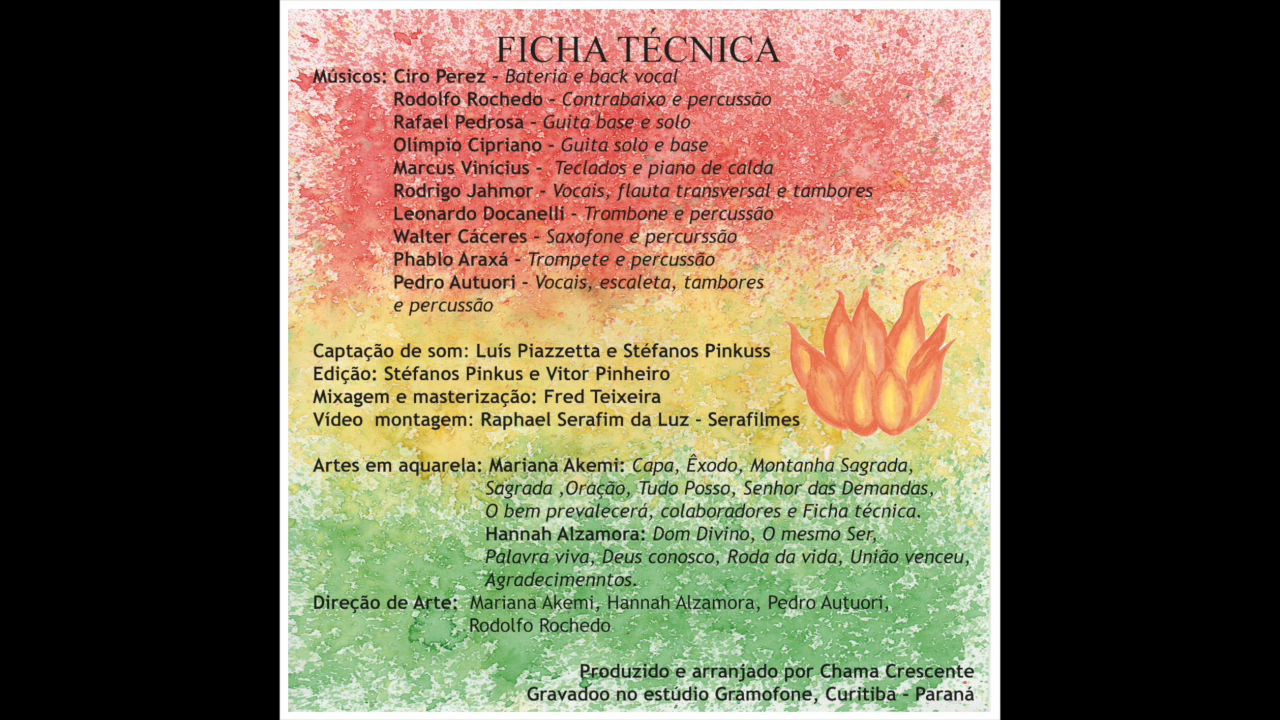 FICHA TÉCNICA
Músicos: Ciro Perez - Bateria e back vocal
Rodolfo Rochedo - Contrabaixo e percussão
Rafael Pedrosa - Guita base e solo
Olímpio Cipriano - Guita solo e base
Marcus Vinícius - Teclados e piano de calda
Rodrigo Jahmor - Vocais, flauta transversal e tambores
Leonardo Docanelli - Trombone e percussão
Walter Cáceres - Saxofone e percurssão
Phablo Araxá - Trompete e percussão
Pedro Autuori - Vocais, escaleta, tambores
e percussão
Captação de som: Luís Piazzetta e Stéfanos Pinkuss
Edição: Stéfanos Pinkus e Vitor Pinheiro
Mixagem e masterização: Fred Teixeira
Vídeo montagem: Raphael Serafim da Luz - Serafilmes
Artes em aquarela: Mariana Akemi: Capa, Êxodo, Montanha Sagrada,
Sagrada ,Oração, Tudo Posso, Senhor das Demandas,
O bem prevalecerá, colaboradores e Ficha técnica.
Hannah Alzamora: Dom Divino, O mesmo Ser,
Palavra viva, Deus conosco, Roda da vida, União venceu,
Agradecimenntos.
Direção de Arte: Mariana Akemi, Hannah Alzamora, Pedro Autuori,
Rodolfo Rochedo
Produzido e arranjado por Chama Crescente
Gravadoo no estúdio Gramofone, Curitiba - Paraná